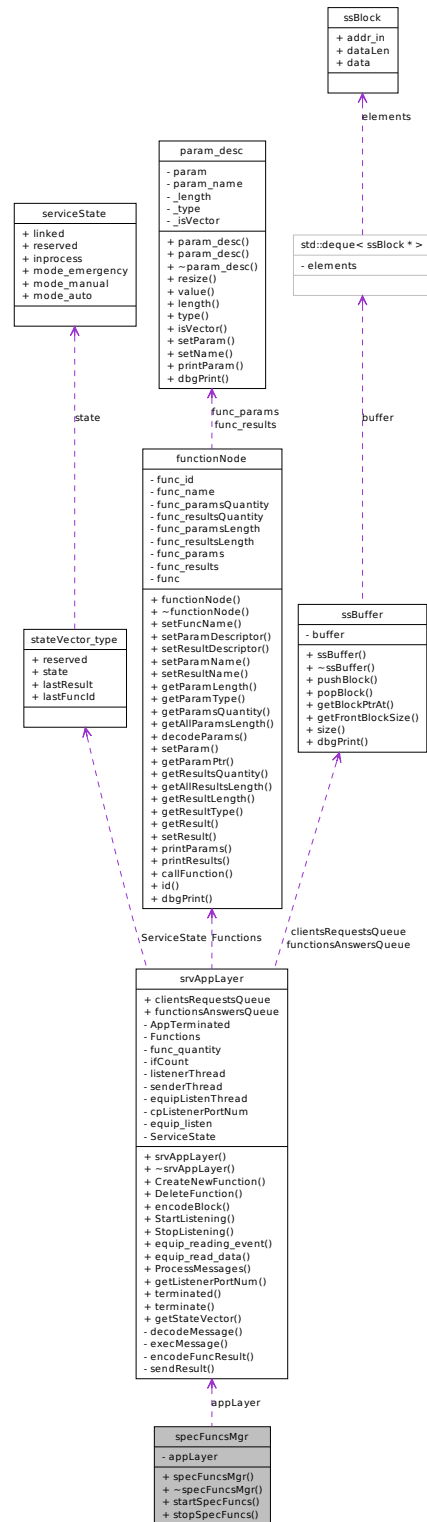 ssBlock
+ addr_in
+ dataLen
+ data
elements
param_desc
- param
- param_name
- _length
- _type
- _isVector
+ param_desc()
+ param_desc()
+ ~param_desc()
+ resize()
+ value()
+ length()
+ type()
+ isVector()
+ setParam()
+ setName()
+ printParam()
+ dbgPrint()
serviceState
+ linked
+ reserved
+ inprocess
+ mode_emergency
+ mode_manual
+ mode_auto
std::deque< ssBlock * >
- elements
state
func_params
func_results
buffer
functionNode
- func_id
- func_name
- func_paramsQuantity
- func_resultsQuantity
- func_paramsLength
- func_resultsLength
- func_params
- func_results
- func
+ functionNode()
+ ~functionNode()
+ setFuncName()
+ setParamDescriptor()
+ setResultDescriptor()
+ setParamName()
+ setResultName()
+ getParamLength()
+ getParamType()
+ getParamsQuantity()
+ getAllParamsLength()
+ decodeParams()
+ setParam()
+ getParamPtr()
+ getResultsQuantity()
+ getAllResultsLength()
+ getResultLength()
+ getResultType()
+ getResult()
+ setResult()
+ printParams()
+ printResults()
+ callFunction()
+ id()
+ dbgPrint()
stateVector_type
+ reserved
+ state
+ lastResult
+ lastFuncId
ssBuffer
- buffer
+ ssBuffer()
+ ~ssBuffer()
+ pushBlock()
+ popBlock()
+ getBlockPtrAt()
+ getFrontBlockSize()
+ size()
+ dbgPrint()
ServiceState
Functions
clientsRequestsQueue
functionsAnswersQueue
srvAppLayer
+ clientsRequestsQueue
+ functionsAnswersQueue
- AppTerminated
- Functions
- func_quantity
- ifCount
- listenerThread
- senderThread
- equipListenThread
- cpListenerPortNum
- equip_listen
- ServiceState
+ srvAppLayer()
+ ~srvAppLayer()
+ CreateNewFunction()
+ DeleteFunction()
+ encodeBlock()
+ StartListening()
+ StopListening()
+ equip_reading_event()
+ equip_read_data()
+ ProcessMessages()
+ getListenerPortNum()
+ terminated()
+ terminate()
+ getStateVector()
- decodeMessage()
- execMessage()
- encodeFuncResult()
- sendResult()
appLayer
specFuncsMgr
- appLayer
+ specFuncsMgr()
+ ~specFuncsMgr()
+ startSpecFuncs()
+ stopSpecFuncs()